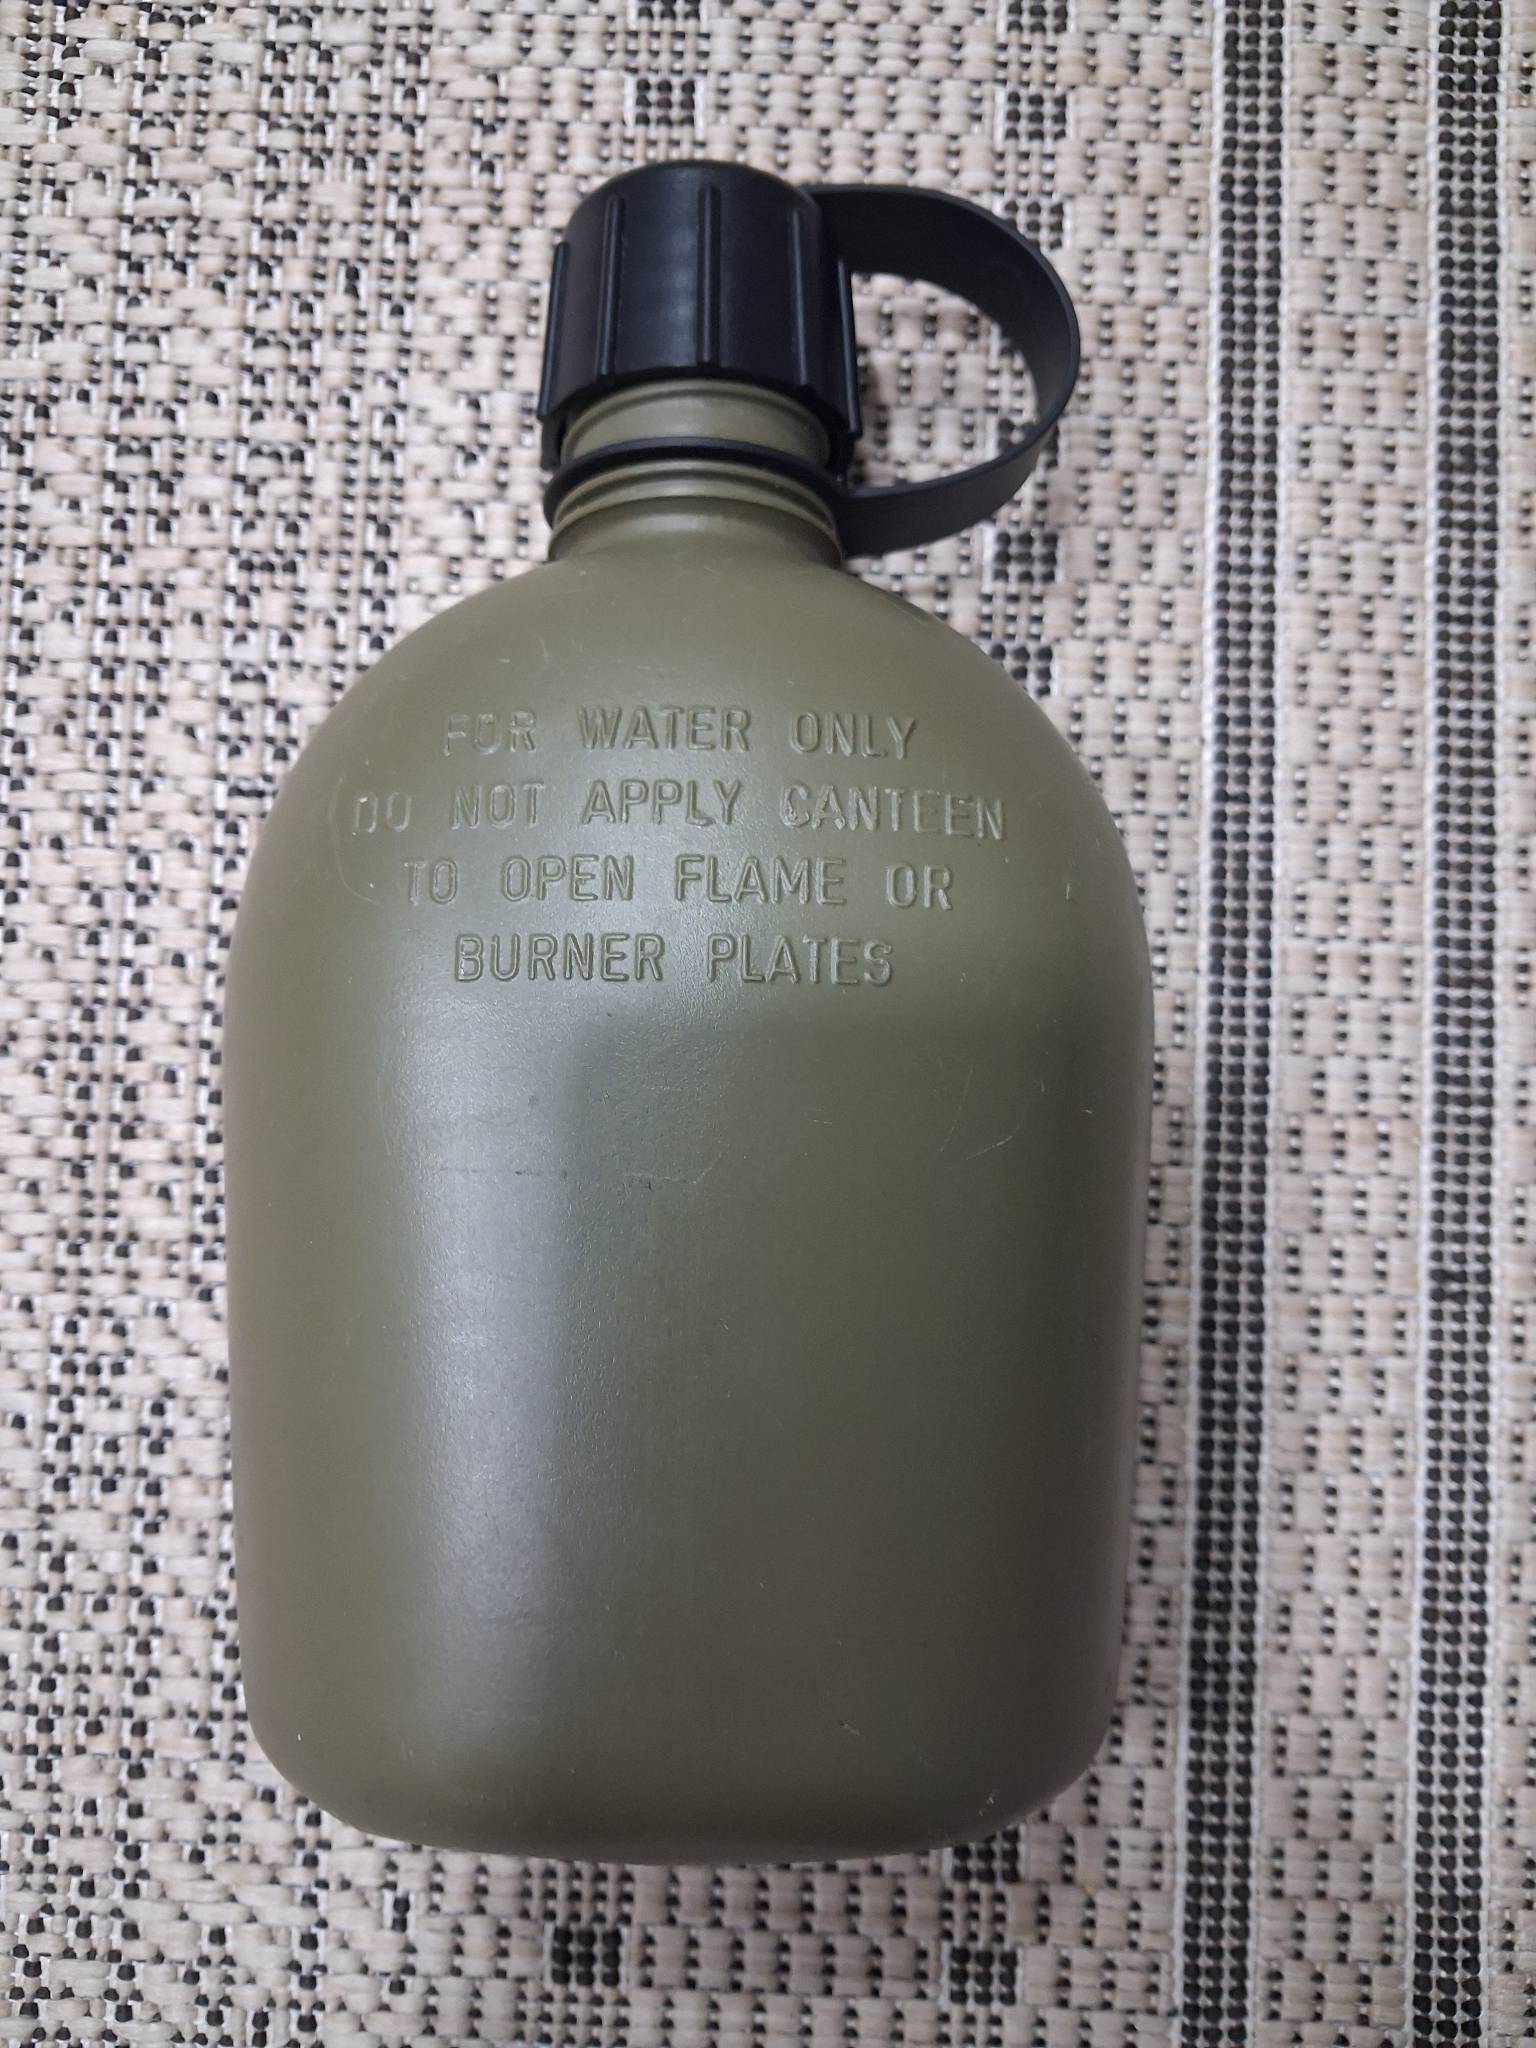 FOR WATER ONLY
DO NOT APPLY CANTEEN
TO OPEN FLAME OR
BURNER PLATES